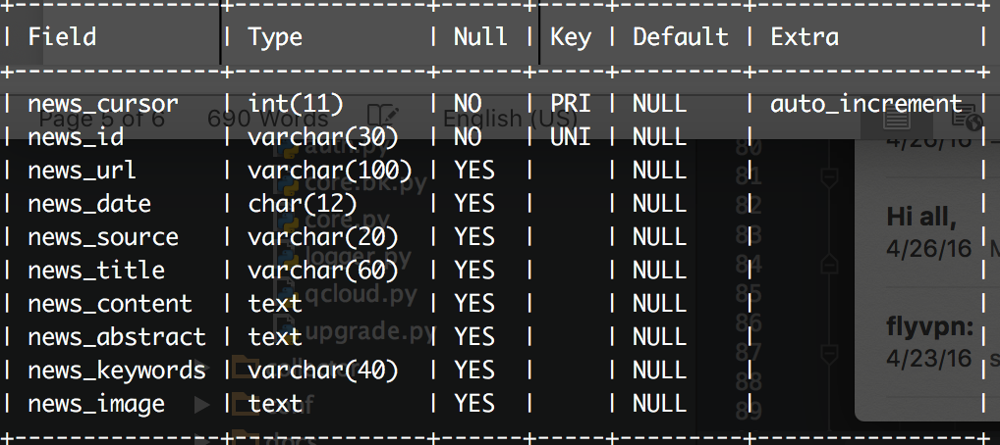 | Field | Type | Null | Key | Default | Extra |
| news_cursor | int(11) | NO | PRI | NULL | auto_increment |
Page 5 of 6 690 Words English (US)
| news_id | varchar(30) | NO | UNI | NULL | |
auth.py 80 4/26/16
| news_url | varchar(100) | YES | | NULL | |
core.bk.py 81
| news_date | char(12) | YES | | NULL | |
core.py 82 Hi all,
| news_source | varchar(20) | YES | | NULL | |
logger.py 83 4/26/16
| news_title | varchar(60) | YES | | NULL | |
84
qcloud.py 85
| news_content | text | YES | | NULL | |
upgrade.py 86 flyvpn:
| news_abstract | text | YES | | NULL | |
87 4/23/16
| news_keywords | varchar(40) | YES | | NULL | |
collector 88
| news_image | text | YES | | NULL | |
conf 89
docs